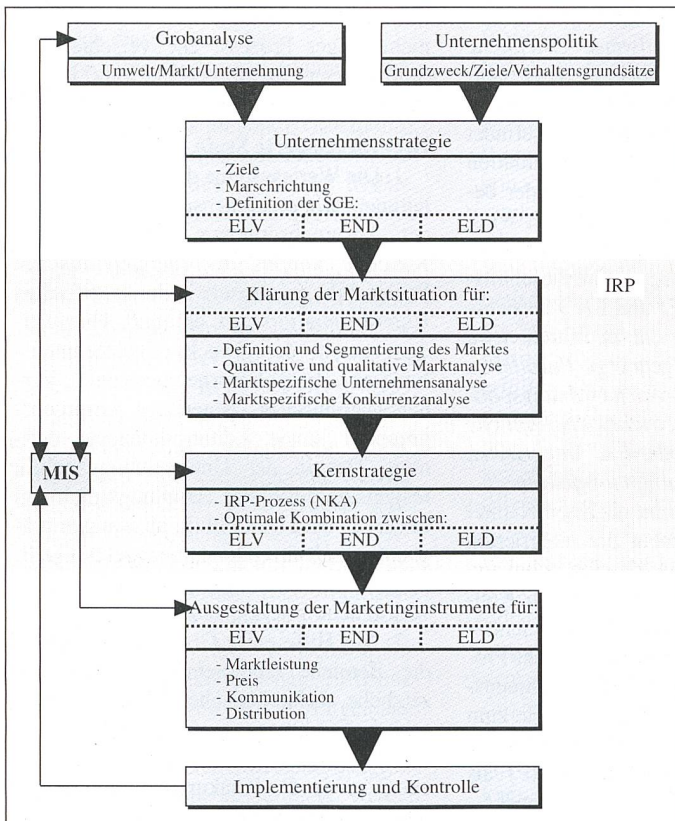 Grobanalyse
Umwelt/Markt/Unternehmung
Unternehmenspolitik
Grundzweck/Ziele/Verhaltensgrundsätze
Unternehmensstrategie
- Ziele
- Marschrichtung
- Definition der SGE:
ELV END ELD
IRP
Klärung der Marktsituation für:
ELV END ELD
- Definition und Segmentierung des Marktes
- Quantitative und qualitative Marktanalyse
- Marktspezifische Unternehmensanalyse
- Marktspezifische Konkurrenzanalyse
MIS
Kernstrategie
- IRP-Prozess (NKA)
- Optimale Kombination zwischen:
ELV END ELD
Ausgestaltung der Marketinginstrumente für:
ELV END ELD
- Marktleistung
- Preis
- Kommunikation
- Distribution
Implementierung und Kontrolle